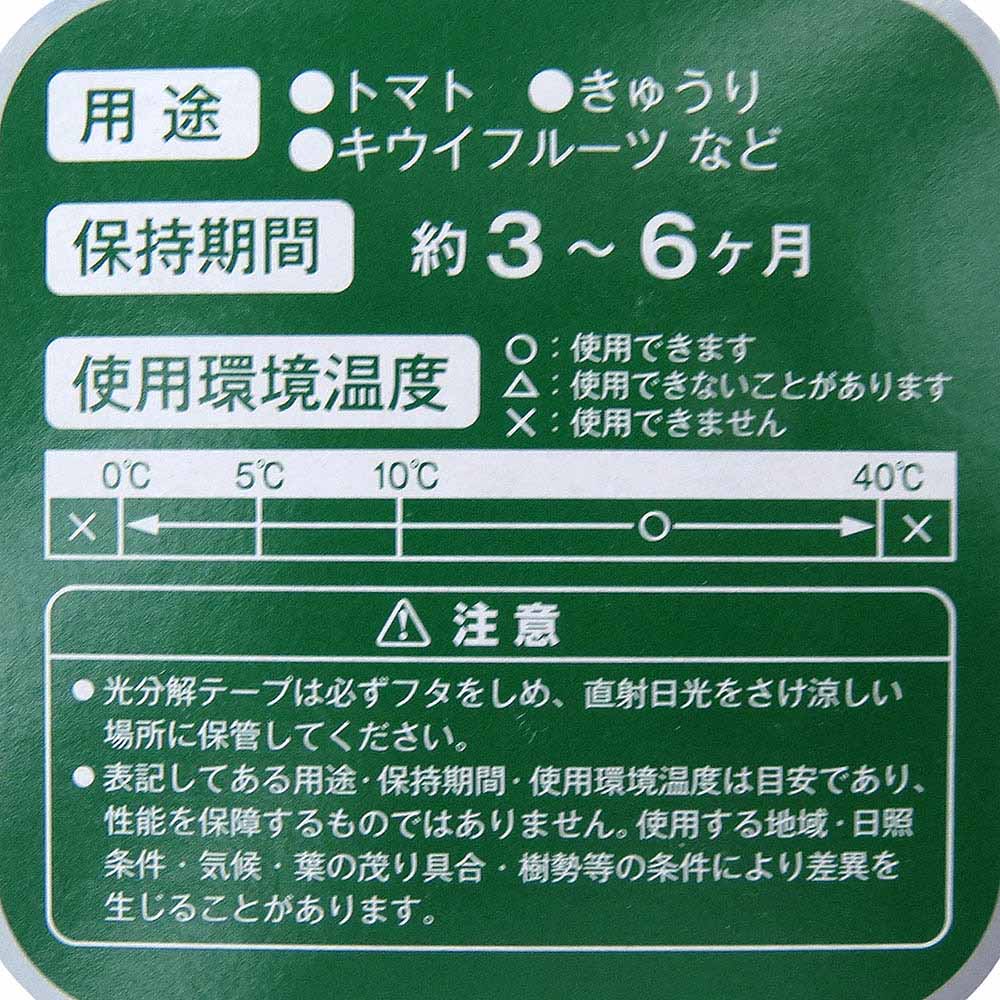 用途 ●トマト ●きゅうり
●キウイフルーツ など
保持期間 約3～6ヶ月
使用環境温度
○：使用できます
△：使用できないことがあります
×：使用できません
0℃ 5℃ 10℃ 40℃
× ○ ×
⚠ 注意
●光分解テープは必ずフタをしめ、直射日光をさけ涼しい
場所に保管してください。
●表記してある用途・保持期間・使用環境温度は目安であり、
性能を保障するものではありません。使用する地域・日照
条件・気候・葉の茂り具合・樹勢等の条件により差異を
生じることがあります。